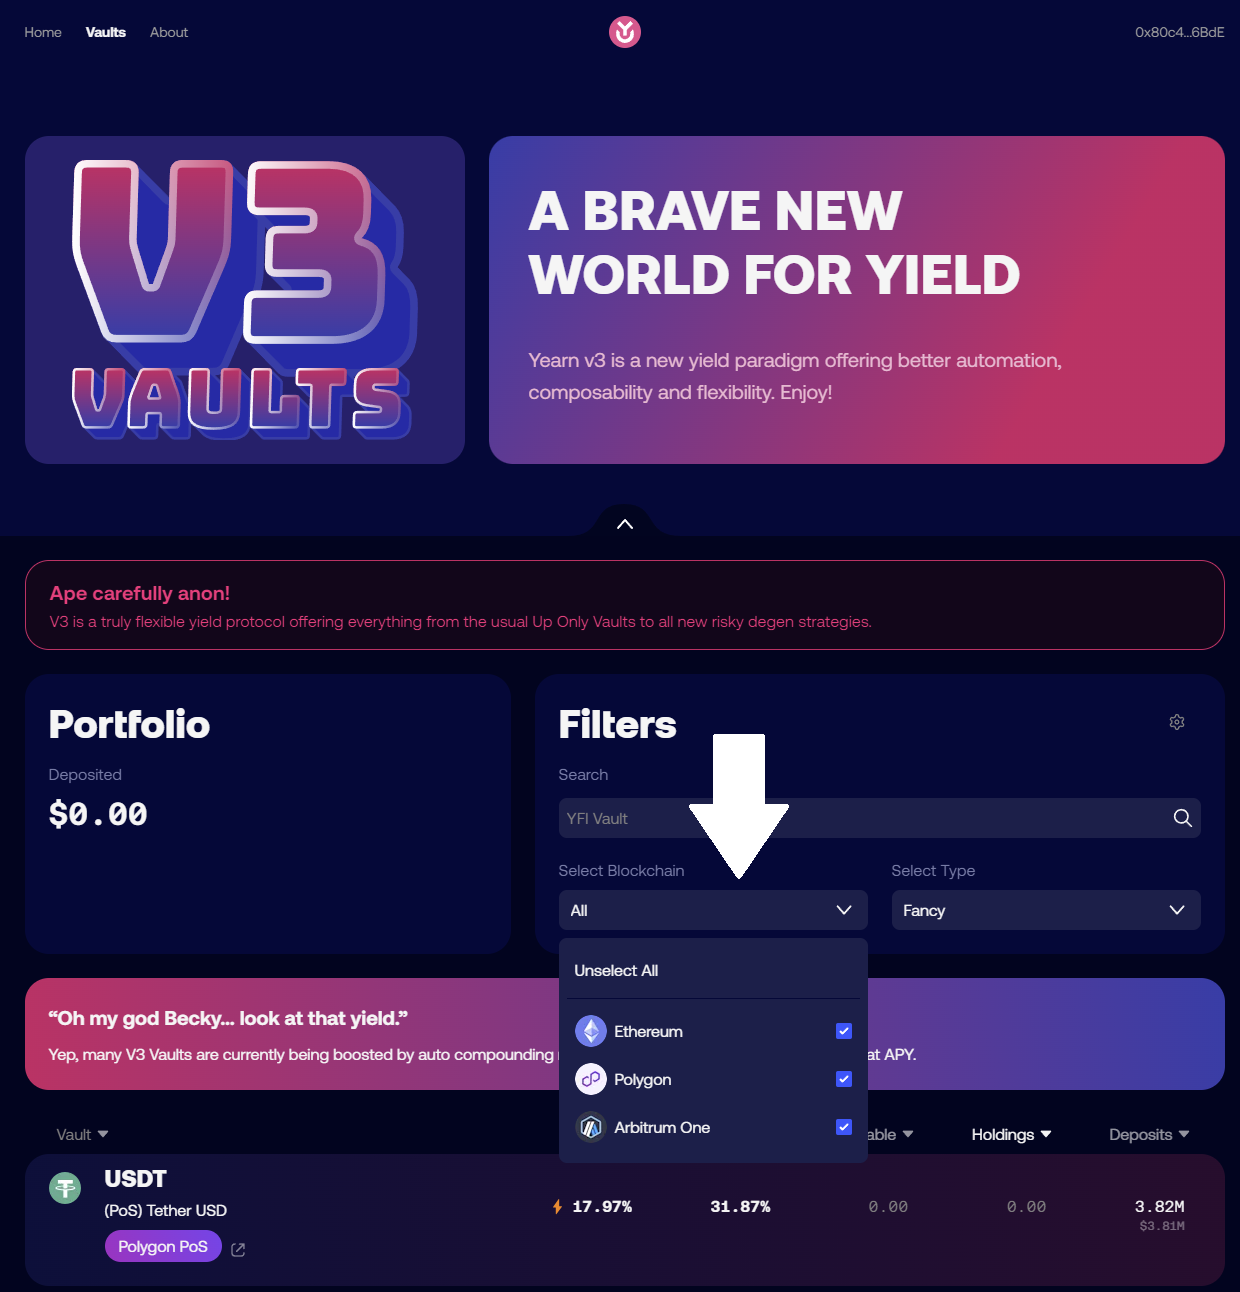 Home Vaults About 0x80c4...6BdE
V3
VAULTS
A BRAVE NEW
WORLD FOR YIELD
Yearn v3 is a new yield paradigm offering better automation,
composability and flexibility. Enjoy!
Ape carefully anon!
V3 is a truly flexible yield protocol offering everything from the usual Up Only Vaults to all new risky degen strategies.
Portfolio
Deposited
$0.00
Filters
Search
YFI Vault
Select Blockchain Select Type
All Fancy
Unselect All
Ethereum
Polygon
Arbitrum One
“Oh my god Becky... look at that yield.”
Yep, many V3 Vaults are currently being boosted by auto compounding at APY.
Vault able Holdings Deposits
USDT
(PoS) Tether USD
Polygon PoS
17.97% 31.87% 0.00 0.00 3.82M
$3.81M